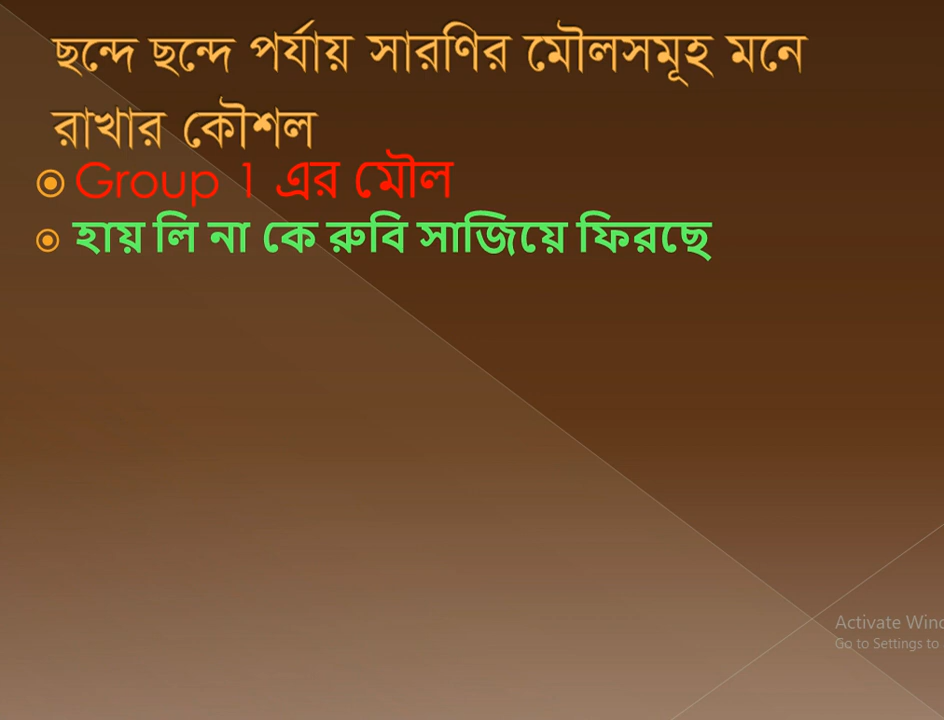 ছন্দে ছন্দে পর্যায় সারণির মৌলসমূহ মনে
রাখার কৌশল
Group 1 এর মৌল
হায় লি না কে রুবি সাজিয়ে ফিরছে
Activate Wind
Go to Settings to